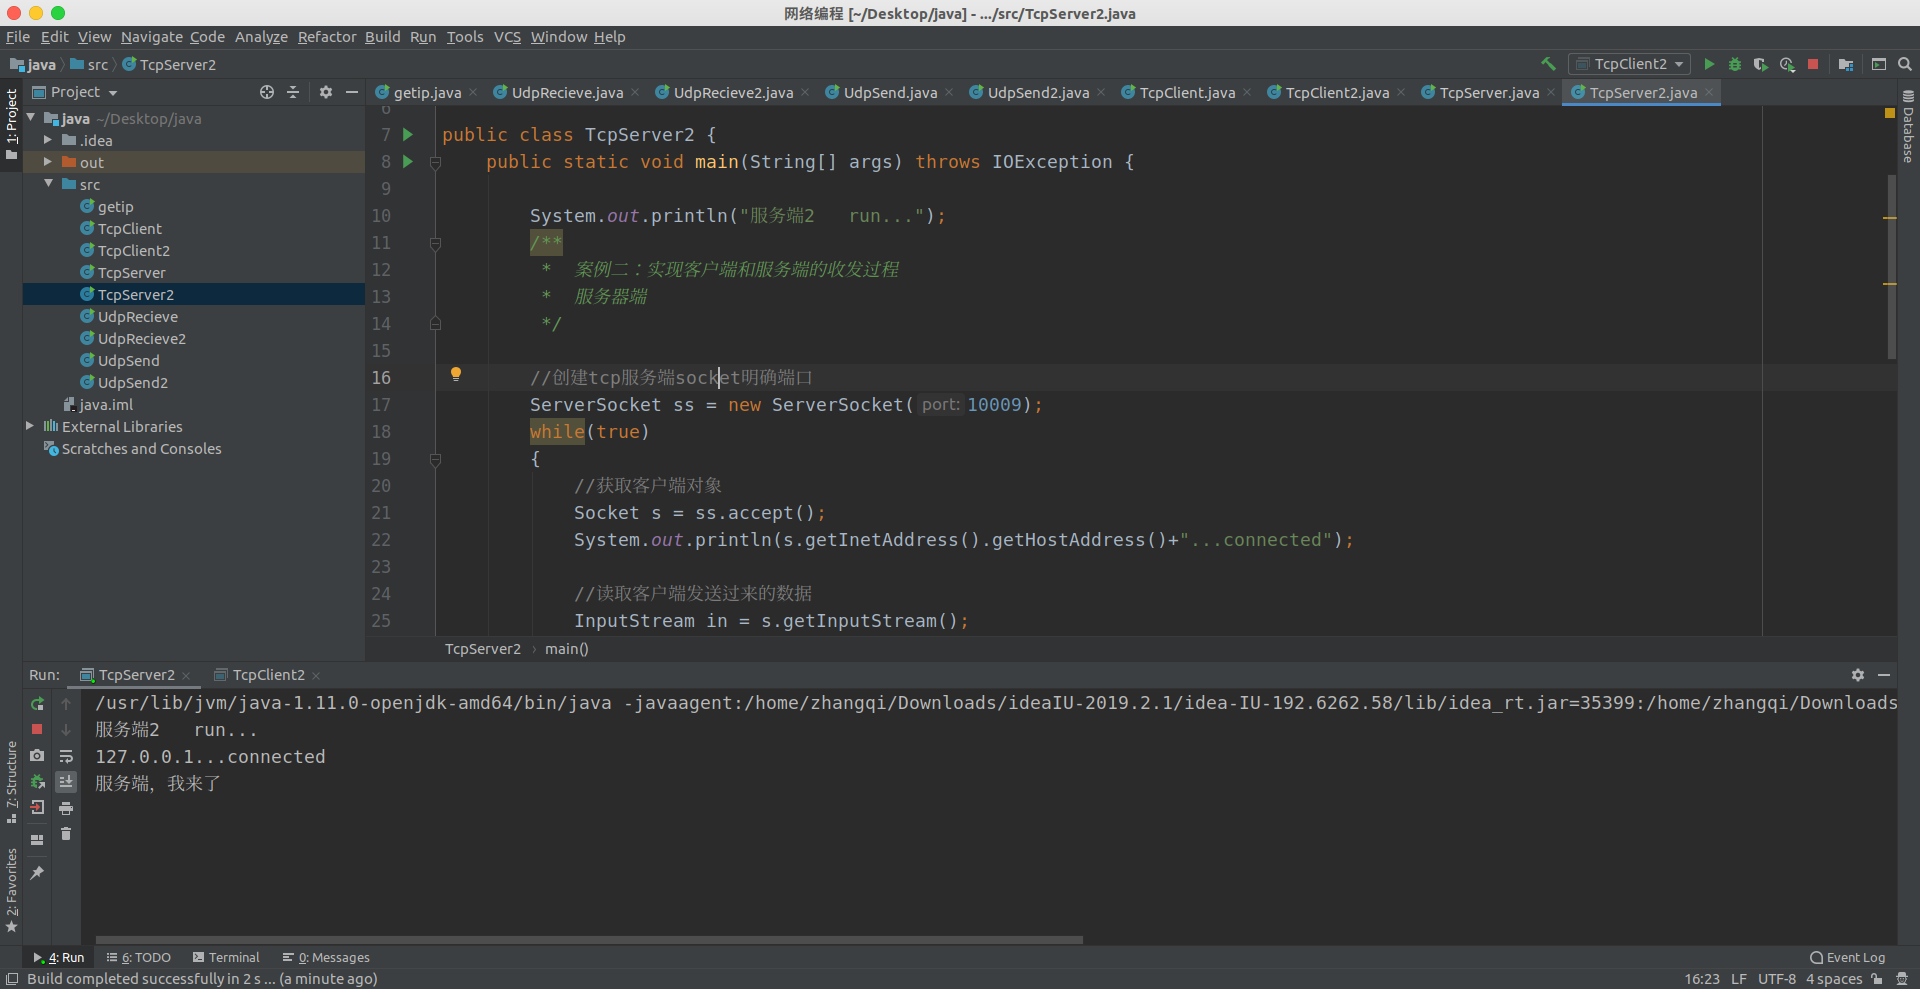 网络编程 [~/Desktop/java] - .../src/TcpServer2.java
File Edit View Navigate Code Analyze Refactor Build Run Tools VCS Window Help
java src TcpServer2
TcpClient2
1: Project
Project
getip.java UdpRecieve.java UdpRecieve2.java UdpSend.java UdpSend2.java TcpClient.java TcpClient2.java TcpServer.java TcpServer2.java
Database
java ~/Desktop/java
.idea
out
src
getip
TcpClient
TcpClient2
TcpServer
TcpServer2
UdpRecieve
UdpRecieve2
UdpSend
UdpSend2
java.iml
External Libraries
Scratches and Consoles
6
7 public class TcpServer2 {
8 public static void main(String[] args) throws IOException {
9
10 System.out.println("服务端2   run...");
11 /**
12 * 案例二：实现客户端和服务端的收发过程
13 * 服务器端
14 */
15
16 //创建tcp服务端socket明确端口
17 ServerSocket ss = new ServerSocket( port: 10009);
18 while(true)
19 {
20 //获取客户端对象
21 Socket s = ss.accept();
22 System.out.println(s.getInetAddress().getHostAddress()+"...connected");
23
24 //读取客户端发送过来的数据
25 InputStream in = s.getInputStream();
TcpServer2 › main()
Run: TcpServer2 TcpClient2
/usr/lib/jvm/java-1.11.0-openjdk-amd64/bin/java -javaagent:/home/zhangqi/Downloads/ideaIU-2019.2.1/idea-IU-192.6262.58/lib/idea_rt.jar=35399:/home/zhangqi/Downloads
服务端2   run...
127.0.0.1...connected
服务端，我来了
7: Structure
2: Favorites
4: Run 6: TODO Terminal 0: Messages Event Log
Build completed successfully in 2 s ... (a minute ago) 16:23 LF UTF-8 4 spaces